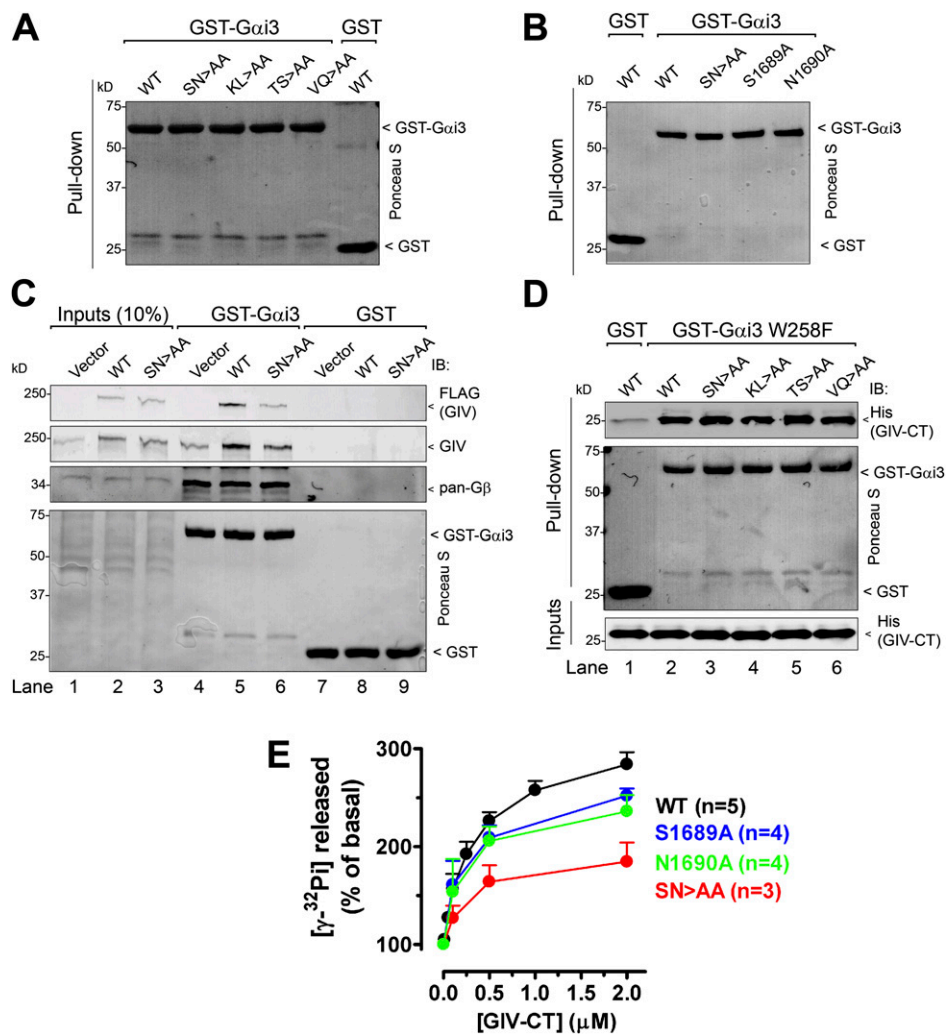 A
GST-Gαi3
GST
kD
WT
SN>AA
KL>AA
TS>AA
VQ>AA
WT
75
50
37
25
Pull-down
< GST-Gαi3
Ponceau S
< GST
B
GST
GST-Gαi3
kD
WT
WT
SN>AA
S1689A
N1690A
75
50
37
25
Pull-down
< GST-Gαi3
Ponceau S
< GST
C
Inputs (10%)
GST-Gαi3
GST
kD
Vector
WT
SN>AA
Vector
WT
SN>AA
Vector
WT
SN>AA
IB:
250
FLAG
< (GIV)
250
< GIV
34
< pan-Gβ
75
50
37
25
< GST-Gαi3
Ponceau S
< GST
Lane 1 2 3 4 5 6 7 8 9
D
GST
GST-Gαi3 W258F
kD
WT
WT
SN>AA
KL>AA
TS>AA
VQ>AA
IB:
25
His
< (GIV-CT)
Pull-down
75
50
37
25
< GST-Gαi3
Ponceau S
< GST
Inputs
25
His
< (GIV-CT)
Lane 1 2 3 4 5 6
E
[γ-³²Pi] released
(% of basal)
300
200
100
WT (n=5)
S1689A (n=4)
N1690A (n=4)
SN>AA (n=3)
0.0 0.5 1.0 1.5 2.0
[GIV-CT] (μM)